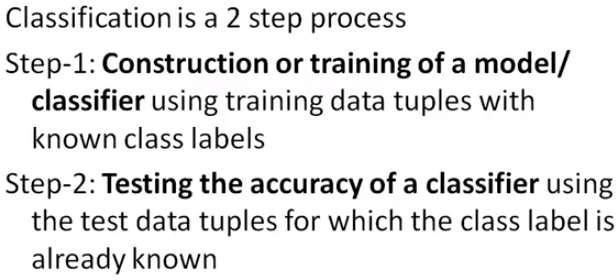 Classification is a 2 step process
Step-1: Construction or training of a model/
classifier using training data tuples with
known class labels
Step-2: Testing the accuracy of a classifier using
the test data tuples for which the class label is
already known